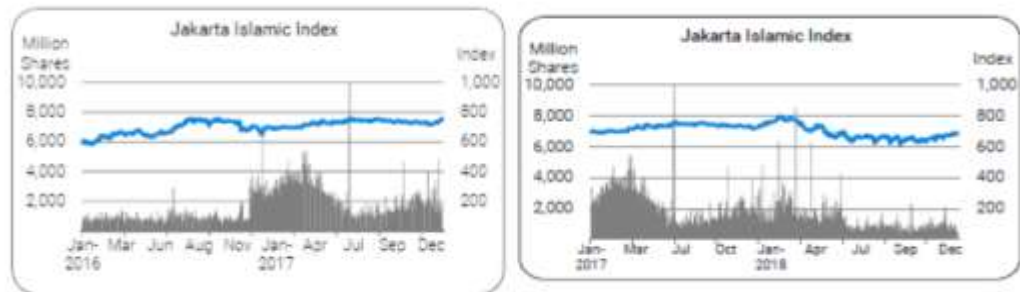 Jakarta Islamic Index
Million
Shares
Index
10,000
1,000
8,000
800
6,000
600
4,000
400
2,000
200
Jan-
2016
Mar
Jun
Aug
Nov
Jan-
2017
Apr
Jul
Sep
Dec
Jakarta Islamic Index
Million
Shares
Index
10,000
1,000
8,000
800
6,000
600
4,000
400
2,000
200
Jan-
2017
Mar
Jul
Oct
Jan-
2018
Apr
Jul
Sep
Dec